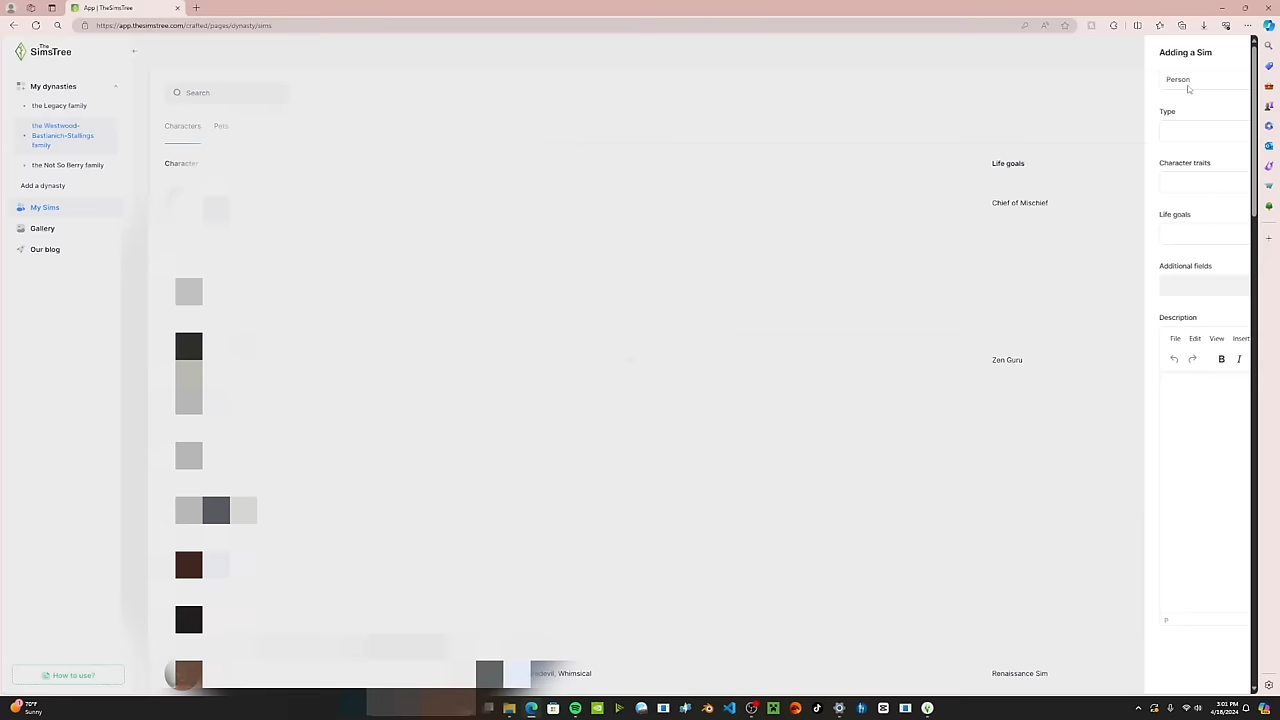 App | TheSimsTree
https://app.thesimstree.com/crafted/pages/dynasty/sims
The
SimsTree
My dynasties
the Legacy family
the Westwood-
Bastianich-Stallings
family
the Not So Berry family
Add a dynasty
My Sims
Gallery
Our blog
How to use?
Search
Characters
Pets
Character
Life goals
Chief of Mischief
Zen Guru
Whimsical
Renaissance Sim
Adding a Sim
Person
Type
Character traits
Life goals
Additional fields
Description
File Edit View Insert
B I
P
70°F
Sunny
3:01 PM
4/18/2024